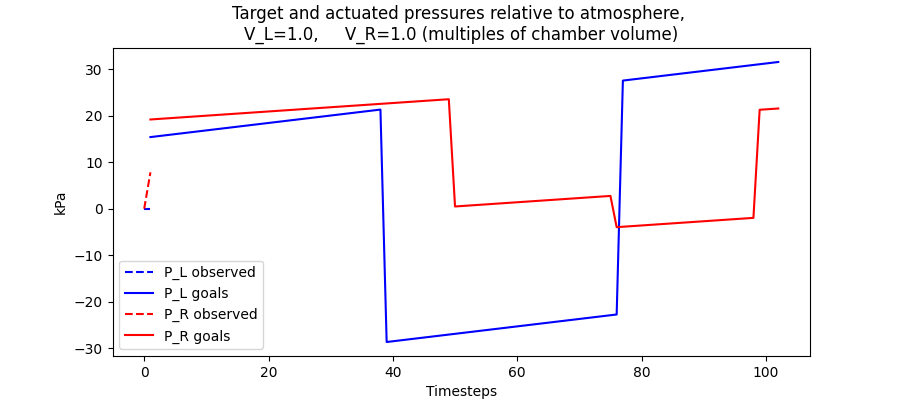 Target and actuated pressures relative to atmosphere,
V_L=1.0,     V_R=1.0 (multiples of chamber volume)
kPa
30
20
10
0
−10
−20
−30
P_L observed
P_L goals
P_R observed
P_R goals
0 20 40 60 80 100
Timesteps